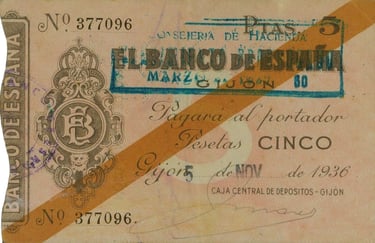 No. 377096
PTAS. 5
CONSEJERIA DE HACIENDA
EL BANCO DE ESPAÑA
MARZO
GIJON
Pagará al portador
Pesetas CINCO
Gijón 5 de NOV de 1936
CAJA CENTRAL DE DEPOSITOS - GIJÓN
No. 377096.
BANCO DE ESPAÑA